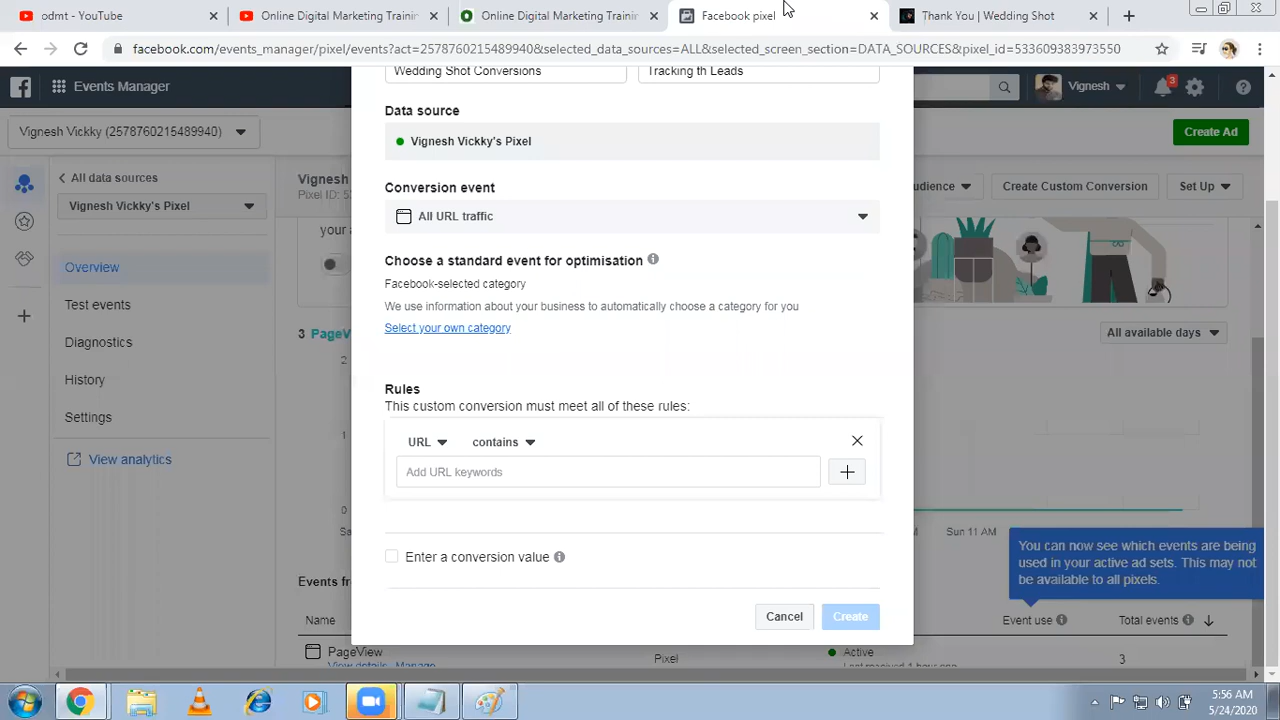 odmt - YouTube
Online Digital Marketing Trainin
Online Digital Marketing Training
Facebook pixel
Thank You | Wedding Shot
facebook.com/events_manager/pixel/events?act=2578760215489940&selected_data_sources=ALL&selected_screen_section=DATA_SOURCES&pixel_id=533609383973550
Events Manager
Vignesh
3
Vignesh Vickky (2578760215489940)
Create Ad
All data sources
Vignesh Vickky's Pixel
Overview
Test events
Diagnostics
History
Settings
View analytics
Vignesh
Pixel ID: 5
Create Custom Conversion
Set Up
All available days
3 PageV
Wedding Shot Conversions
Tracking th Leads
Data source
Vignesh Vickky's Pixel
Conversion event
All URL traffic
Choose a standard event for optimisation
Facebook-selected category
We use information about your business to automatically choose a category for you
Select your own category
Rules
This custom conversion must meet all of these rules:
URL contains
Add URL keywords
Enter a conversion value
Cancel
Create
2
1
0
Sun 11 AM
You can now see which events are being
used in your active ad sets. This may not
be available to all pixels.
Name
Event use
Total events
PageView
Pixel
Active
3
View details Manage
5:56 AM
5/24/2020